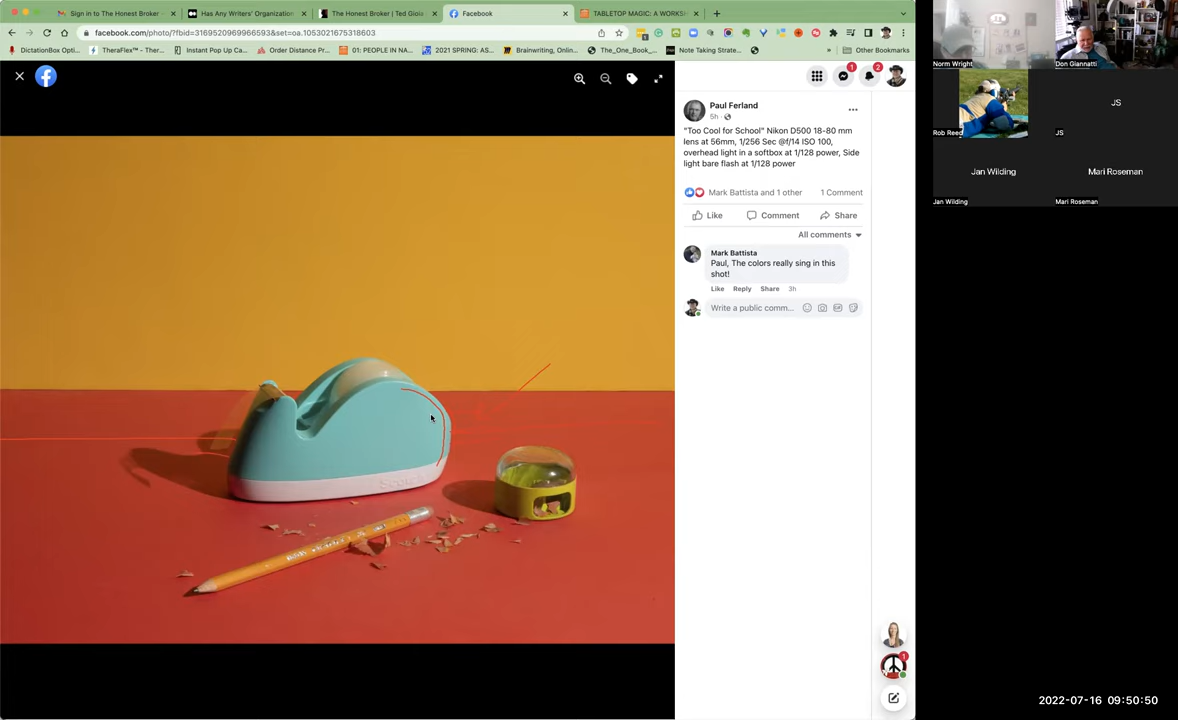 Sign in to The Honest Broker
Has Any Writers' Organization
The Honest Broker | Ted Gioia
Facebook
TABLETOP MAGIC: A WORKSH
facebook.com/photo/?fbid=3169520969966593&set=oa.1053021675318603
DictationBox Opti...
TheraFlex™ – Ther...
Instant Pop Up Ca...
Order Distance Pr...
01: PEOPLE IN NA...
2021 SPRING: AS...
Brainwriting, Onlin...
The_One_Book_...
Note Taking Strate...
Other Bookmarks
1
2
Paul Ferland
5h
"Too Cool for School" Nikon D500 18-80 mm
lens at 56mm, 1/256 Sec @f/14 ISO 100,
overhead light in a softbox at 1/128 power, Side
light bare flash at 1/128 power
Mark Battista and 1 other
1 Comment
Like
Comment
Share
All comments
Mark Battista
Paul, The colors really sing in this
shot!
Like Reply Share 3h
Write a public comm...
GIF
1
Norm Wright
Don Giannatti
Rob Reed
JS
JS
Jan Wilding
Jan Wilding
Mari Roseman
Mari Roseman
2022-07-16 09:50:50